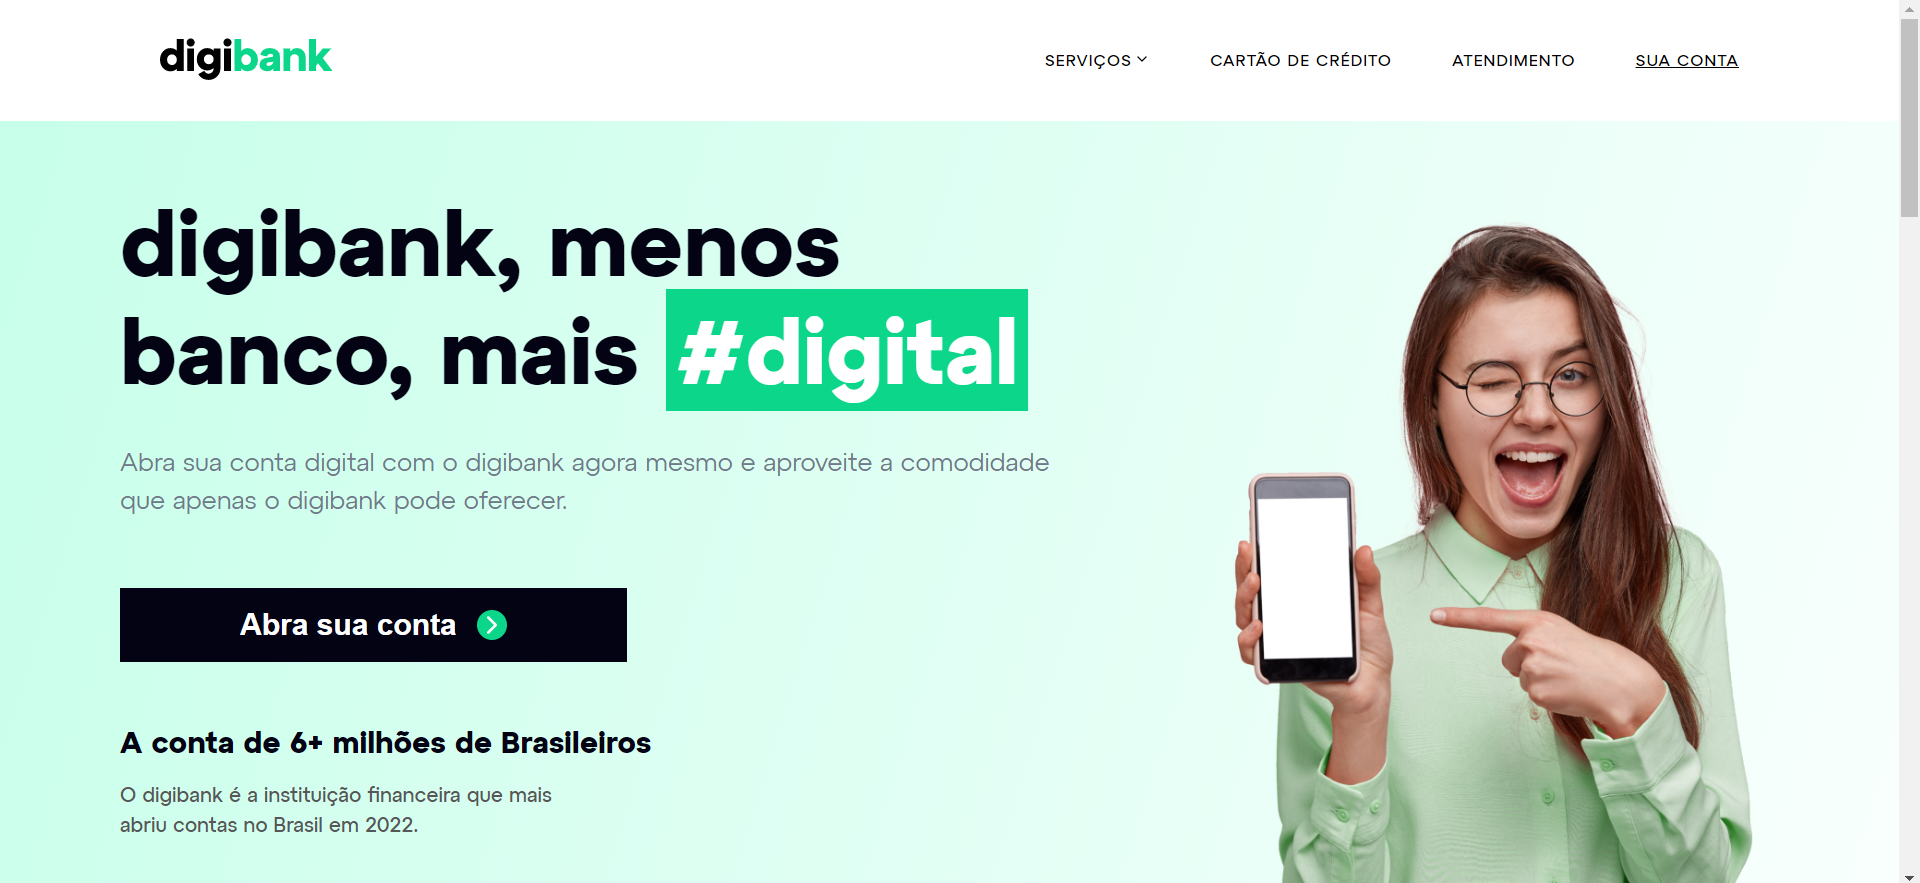 digibank
SERVIÇOS
CARTÃO DE CRÉDITO
ATENDIMENTO
SUA CONTA
digibank, menos
banco, mais #digital
Abra sua conta digital com o digibank agora mesmo e aproveite a comodidade
que apenas o digibank pode oferecer.
Abra sua conta
A conta de 6+ milhões de Brasileiros
O digibank é a instituição financeira que mais
abriu contas no Brasil em 2022.